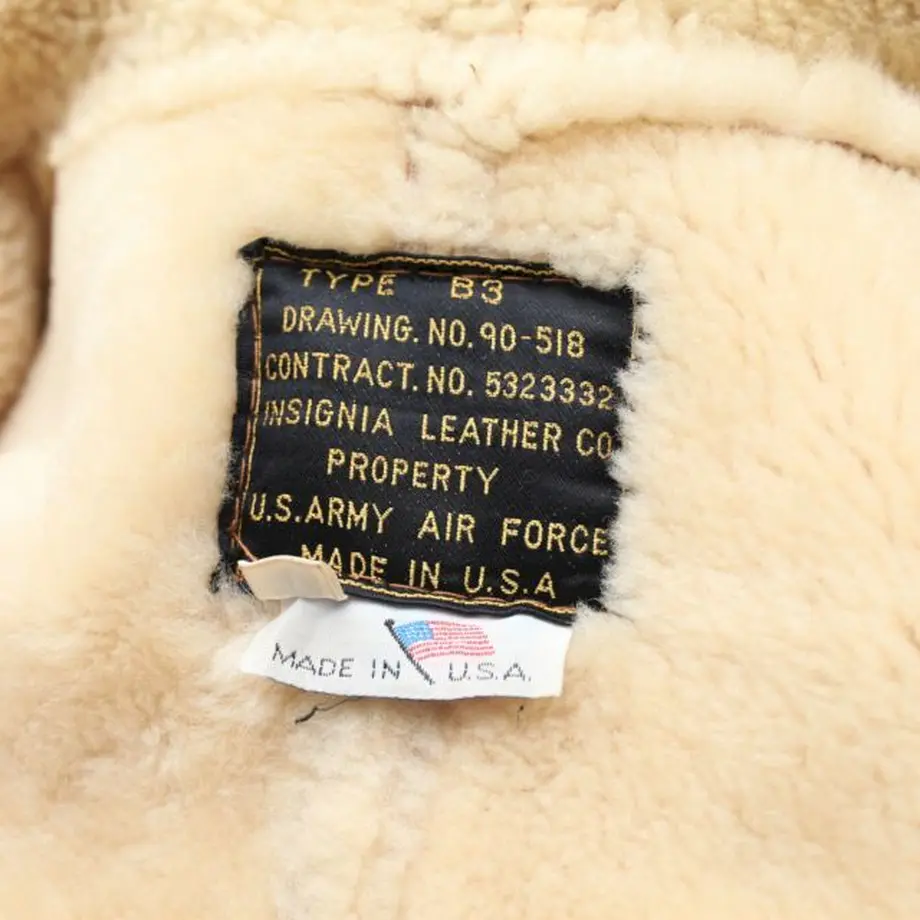 TYPE B3
DRAWING. NO. 90-518
CONTRACT. NO. 5323332
INSIGNIA LEATHER CO
PROPERTY
U.S. ARMY AIR FORCE
MADE IN U.S.A
MADE IN U.S.A.